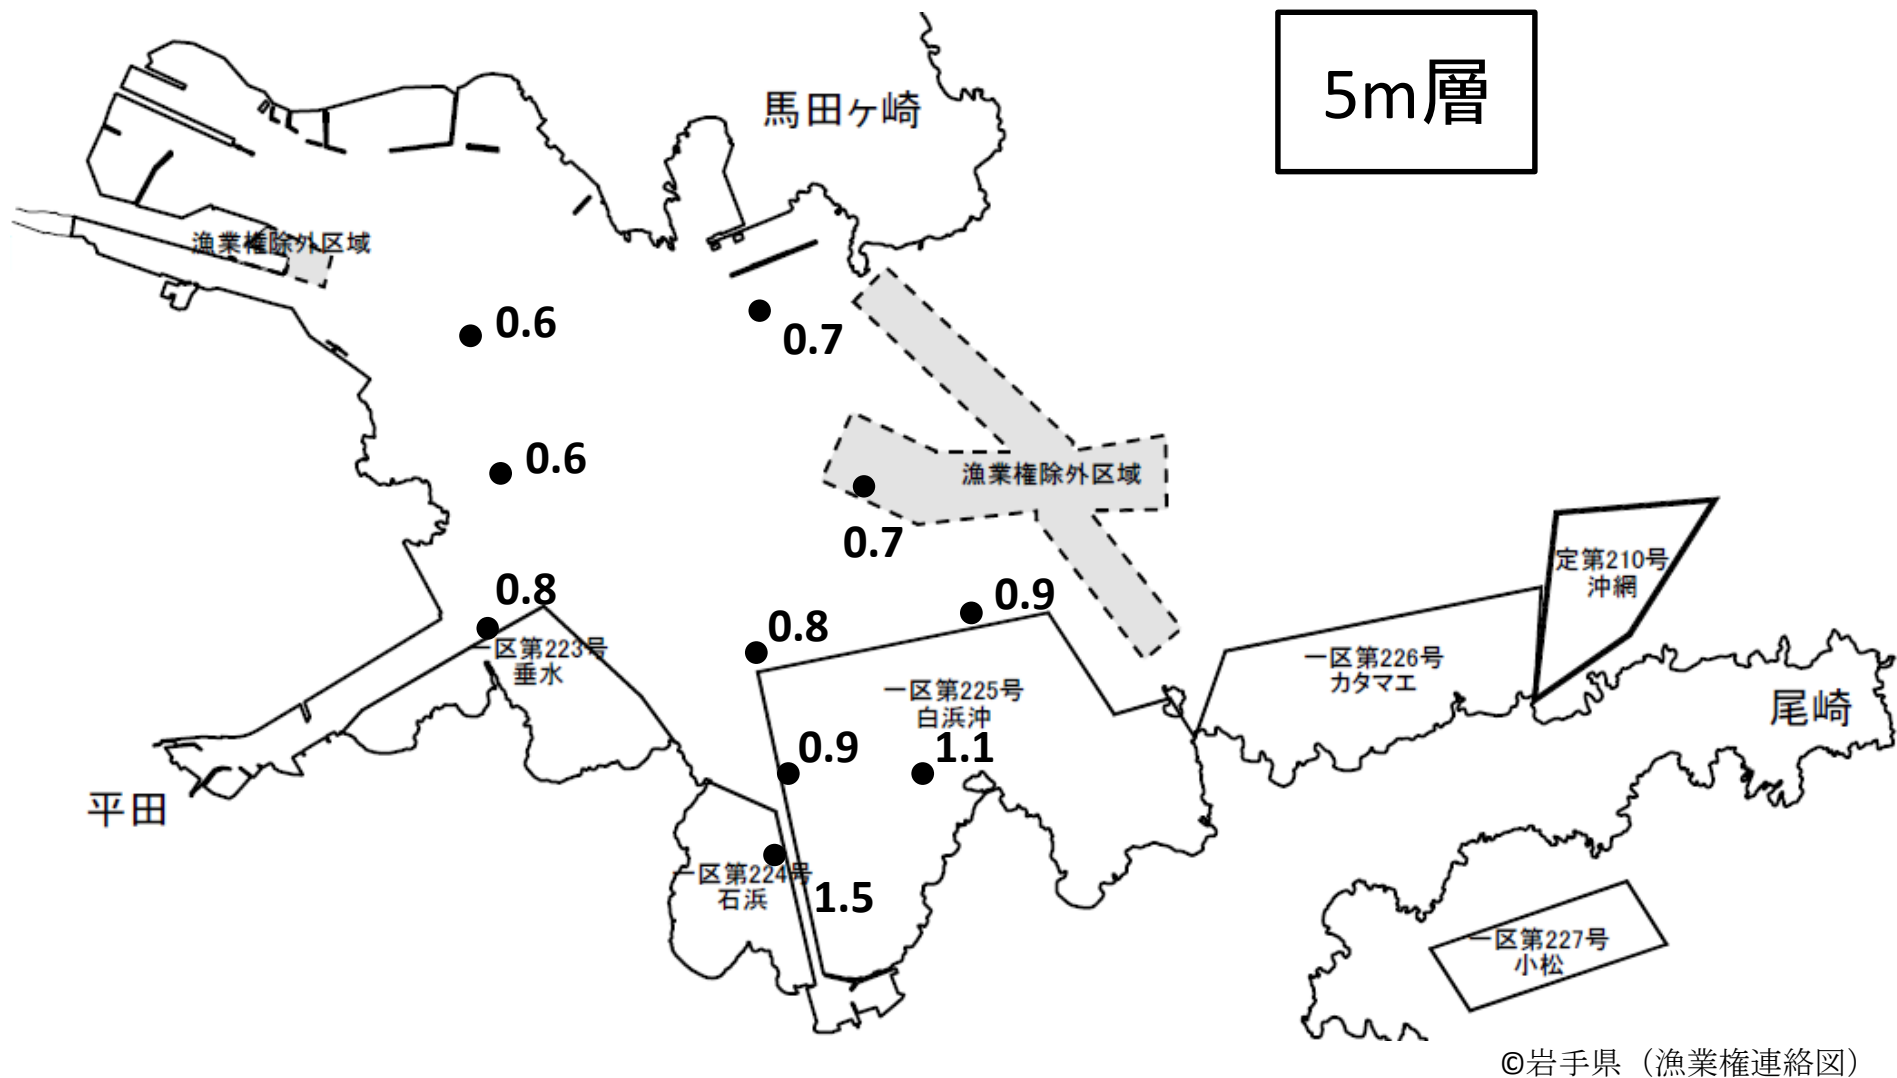 5m層
馬田ヶ崎
漁業権除外区域
0.6
0.7
0.6
漁業権除外区域
0.7
定第210号
沖網
0.8
0.9
0.8
一区第223号
垂水
一区第226号
カタマエ
一区第225号
白浜沖
尾崎
0.9
1.1
平田
一区第224号
石浜
1.5
一区第227号
小松
©岩手県（漁業権連絡図）